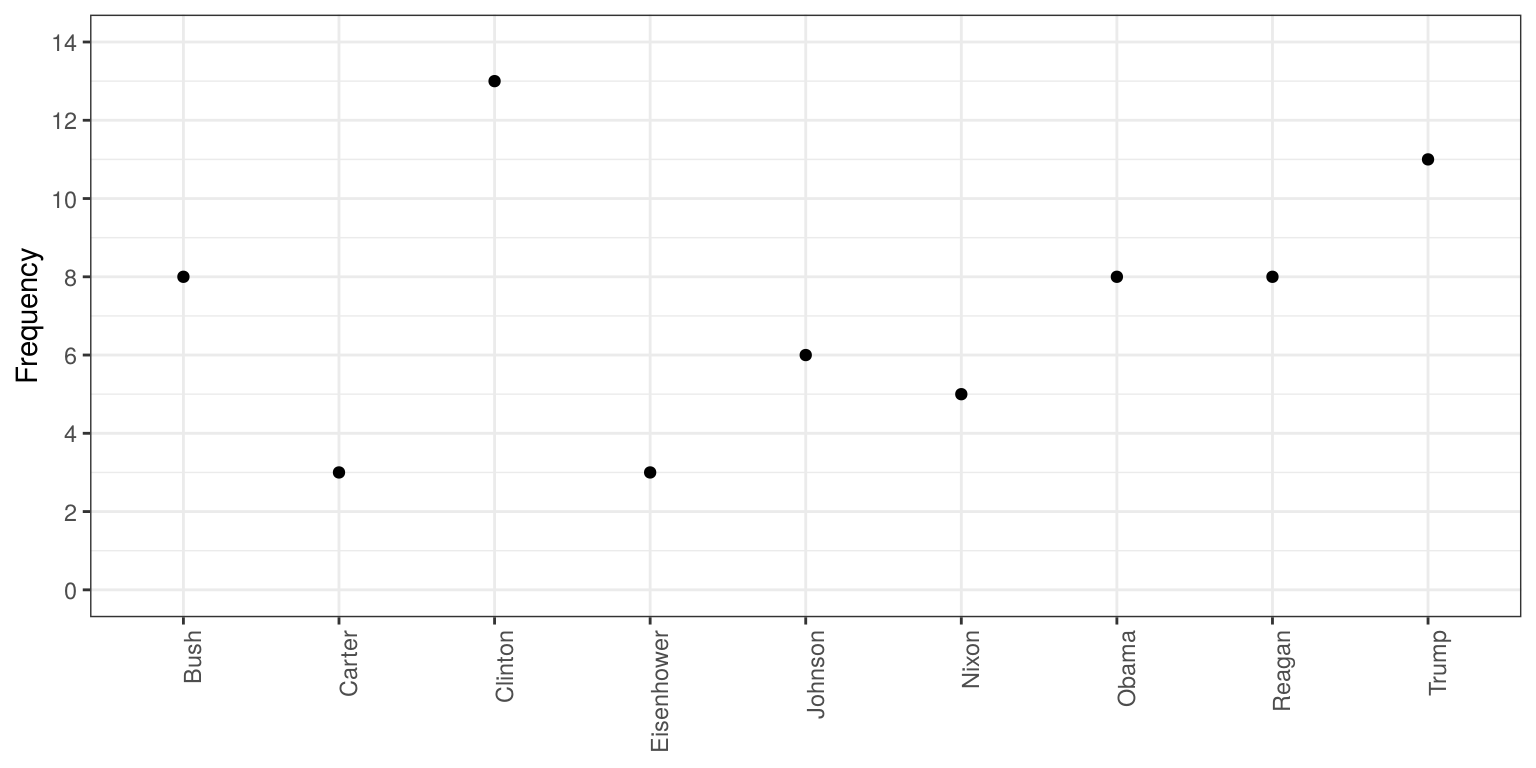 Frequency
14
12
10
8
6
4
2
0
Bush
Carter
Clinton
Eisenhower
Johnson
Nixon
Obama
Reagan
Trump